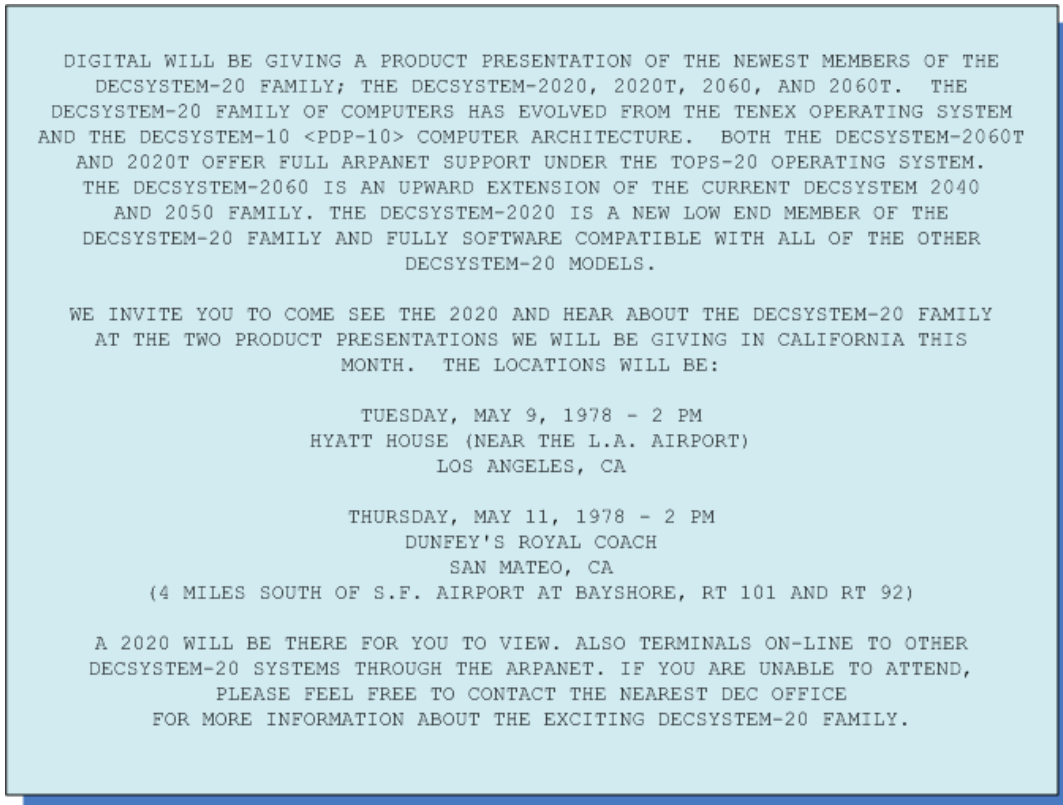 DIGITAL WILL BE GIVING A PRODUCT PRESENTATION OF THE NEWEST MEMBERS OF THE
DECSYSTEM-20 FAMILY; THE DECSYSTEM-2020, 2020T, 2060, AND 2060T.  THE
DECSYSTEM-20 FAMILY OF COMPUTERS HAS EVOLVED FROM THE TENEX OPERATING SYSTEM
AND THE DECSYSTEM-10 <PDP-10> COMPUTER ARCHITECTURE.  BOTH THE DECSYSTEM-2060T
AND 2020T OFFER FULL ARPANET SUPPORT UNDER THE TOPS-20 OPERATING SYSTEM.
THE DECSYSTEM-2060 IS AN UPWARD EXTENSION OF THE CURRENT DECSYSTEM 2040
AND 2050 FAMILY. THE DECSYSTEM-2020 IS A NEW LOW END MEMBER OF THE
DECSYSTEM-20 FAMILY AND FULLY SOFTWARE COMPATIBLE WITH ALL OF THE OTHER
DECSYSTEM-20 MODELS.
WE INVITE YOU TO COME SEE THE 2020 AND HEAR ABOUT THE DECSYSTEM-20 FAMILY
AT THE TWO PRODUCT PRESENTATIONS WE WILL BE GIVING IN CALIFORNIA THIS
MONTH.  THE LOCATIONS WILL BE:
TUESDAY, MAY 9, 1978 - 2 PM
HYATT HOUSE (NEAR THE L.A. AIRPORT)
LOS ANGELES, CA
THURSDAY, MAY 11, 1978 - 2 PM
DUNFEY'S ROYAL COACH
SAN MATEO, CA
(4 MILES SOUTH OF S.F. AIRPORT AT BAYSHORE, RT 101 AND RT 92)
A 2020 WILL BE THERE FOR YOU TO VIEW. ALSO TERMINALS ON-LINE TO OTHER
DECSYSTEM-20 SYSTEMS THROUGH THE ARPANET. IF YOU ARE UNABLE TO ATTEND,
PLEASE FEEL FREE TO CONTACT THE NEAREST DEC OFFICE
FOR MORE INFORMATION ABOUT THE EXCITING DECSYSTEM-20 FAMILY.